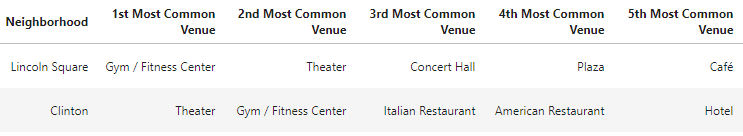 Neighborhood 1st Most Common Venue 2nd Most Common Venue 3rd Most Common Venue 4th Most Common Venue 5th Most Common Venue
Lincoln Square Gym / Fitness Center Theater Concert Hall Plaza Café
Clinton Theater Gym / Fitness Center Italian Restaurant American Restaurant Hotel